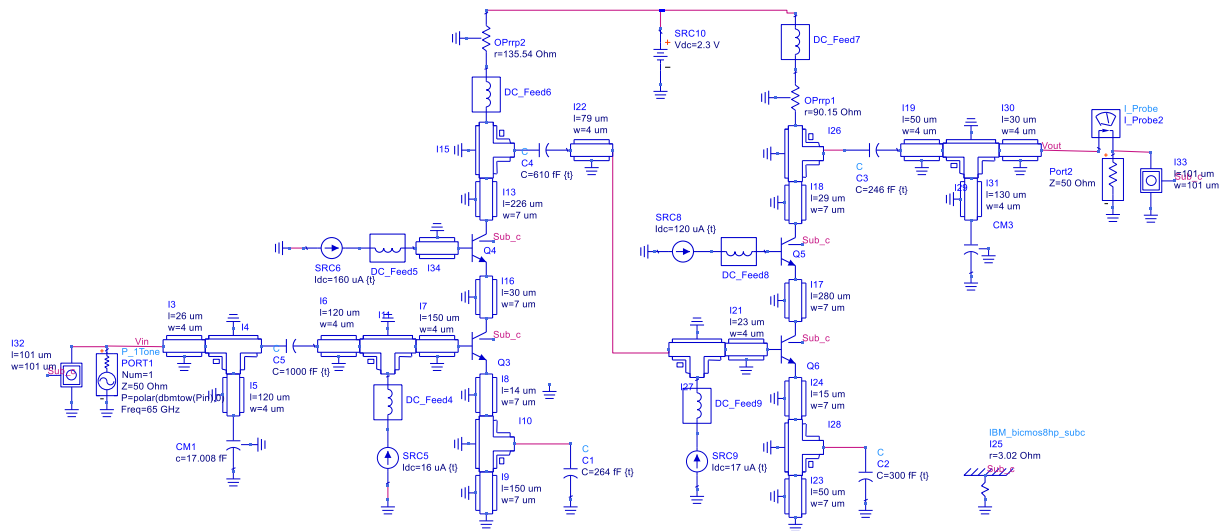 OPrrp2
r=135.54 Ohm
SRC10
Vdc=2.3 V
DC_Feed7
DC_Feed6
OPrrp1
r=90.15 Ohm
I22
l=79 um
w=4 um
I15
C
C4
C=610 fF {t}
I13
l=226 um
w=7 um
I26
C
C3
C=246 fF {t}
I19
l=50 um
w=4 um
I30
l=30 um
w=4 um
I_Probe
I_Probe2
Vout
Port2
Z=50 Ohm
I33
l=101 um
w=101 um
I18
l=29 um
w=7 um
I29
I31
l=130 um
w=4 um
CM3
Sub_c
Q4
SRC6
Idc=160 uA {t}
DC_Feed5
I34
SRC8
Idc=120 uA {t}
DC_Feed8
Sub_c
Q5
I16
l=30 um
w=7 um
I17
l=280 um
w=7 um
I3
l=26 um
w=4 um
I4
I6
l=120 um
w=4 um
I7
l=150 um
w=4 um
Sub_c
Q3
I21
l=23 um
w=4 um
Sub_c
Q6
I32
l=101 um
w=101 um
Vin
P_1Tone
PORT1
Num=1
Z=50 Ohm
P=polar(dbmtow(Pin),0)
Freq=65 GHz
C
C5
C=1000 fF {t}
I5
l=120 um
w=4 um
CM1
c=17.008 fF
DC_Feed4
SRC5
Idc=16 uA {t}
I8
l=14 um
w=7 um
I10
C
C1
C=264 fF {t}
I9
l=150 um
w=7 um
I27
DC_Feed9
SRC9
Idc=17 uA {t}
I24
l=15 um
w=7 um
I28
C
C2
C=300 fF {t}
I23
l=50 um
w=7 um
IBM_bicmos8hp_subc
I25
r=3.02 Ohm
Sub_c